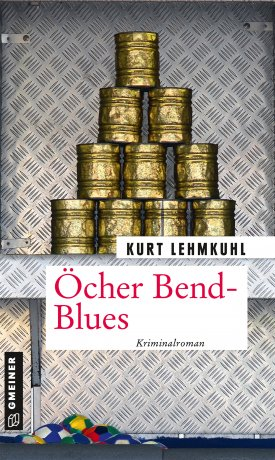 KURT LEHMKUHL
Öcher Bend-
Blues
Kriminalroman
GMEINER